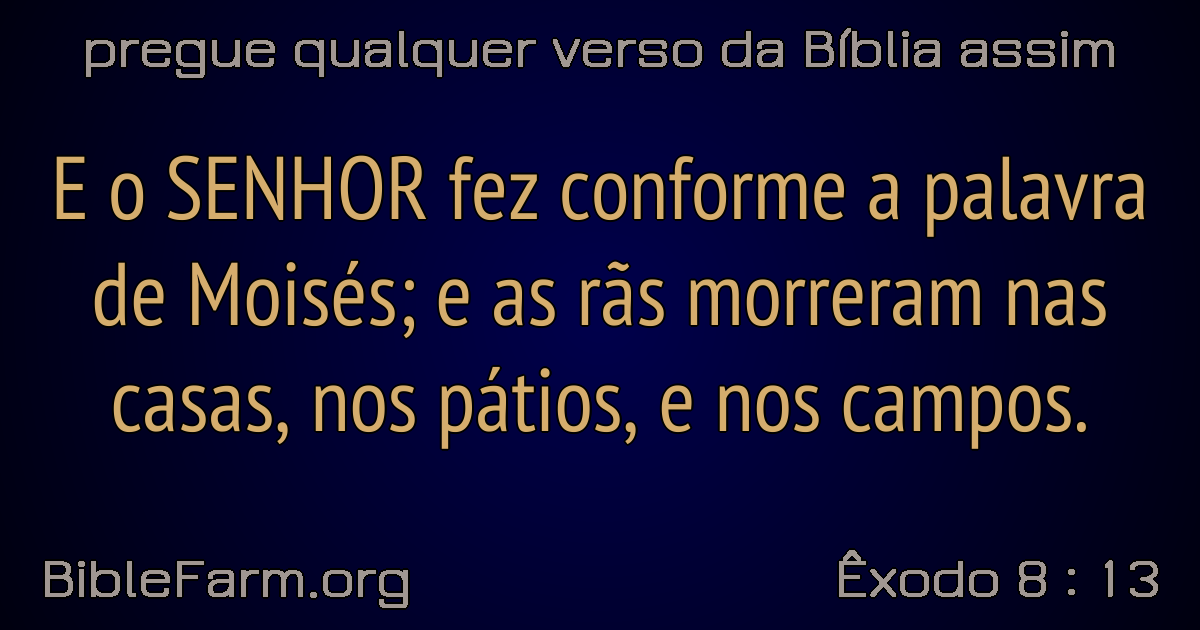 pregue qualquer verso da Bíblia assim
E o SENHOR fez conforme a palavra
de Moisés; e as rãs morreram nas
casas, nos pátios, e nos campos.
BibleFarm.org
Êxodo 8 : 13